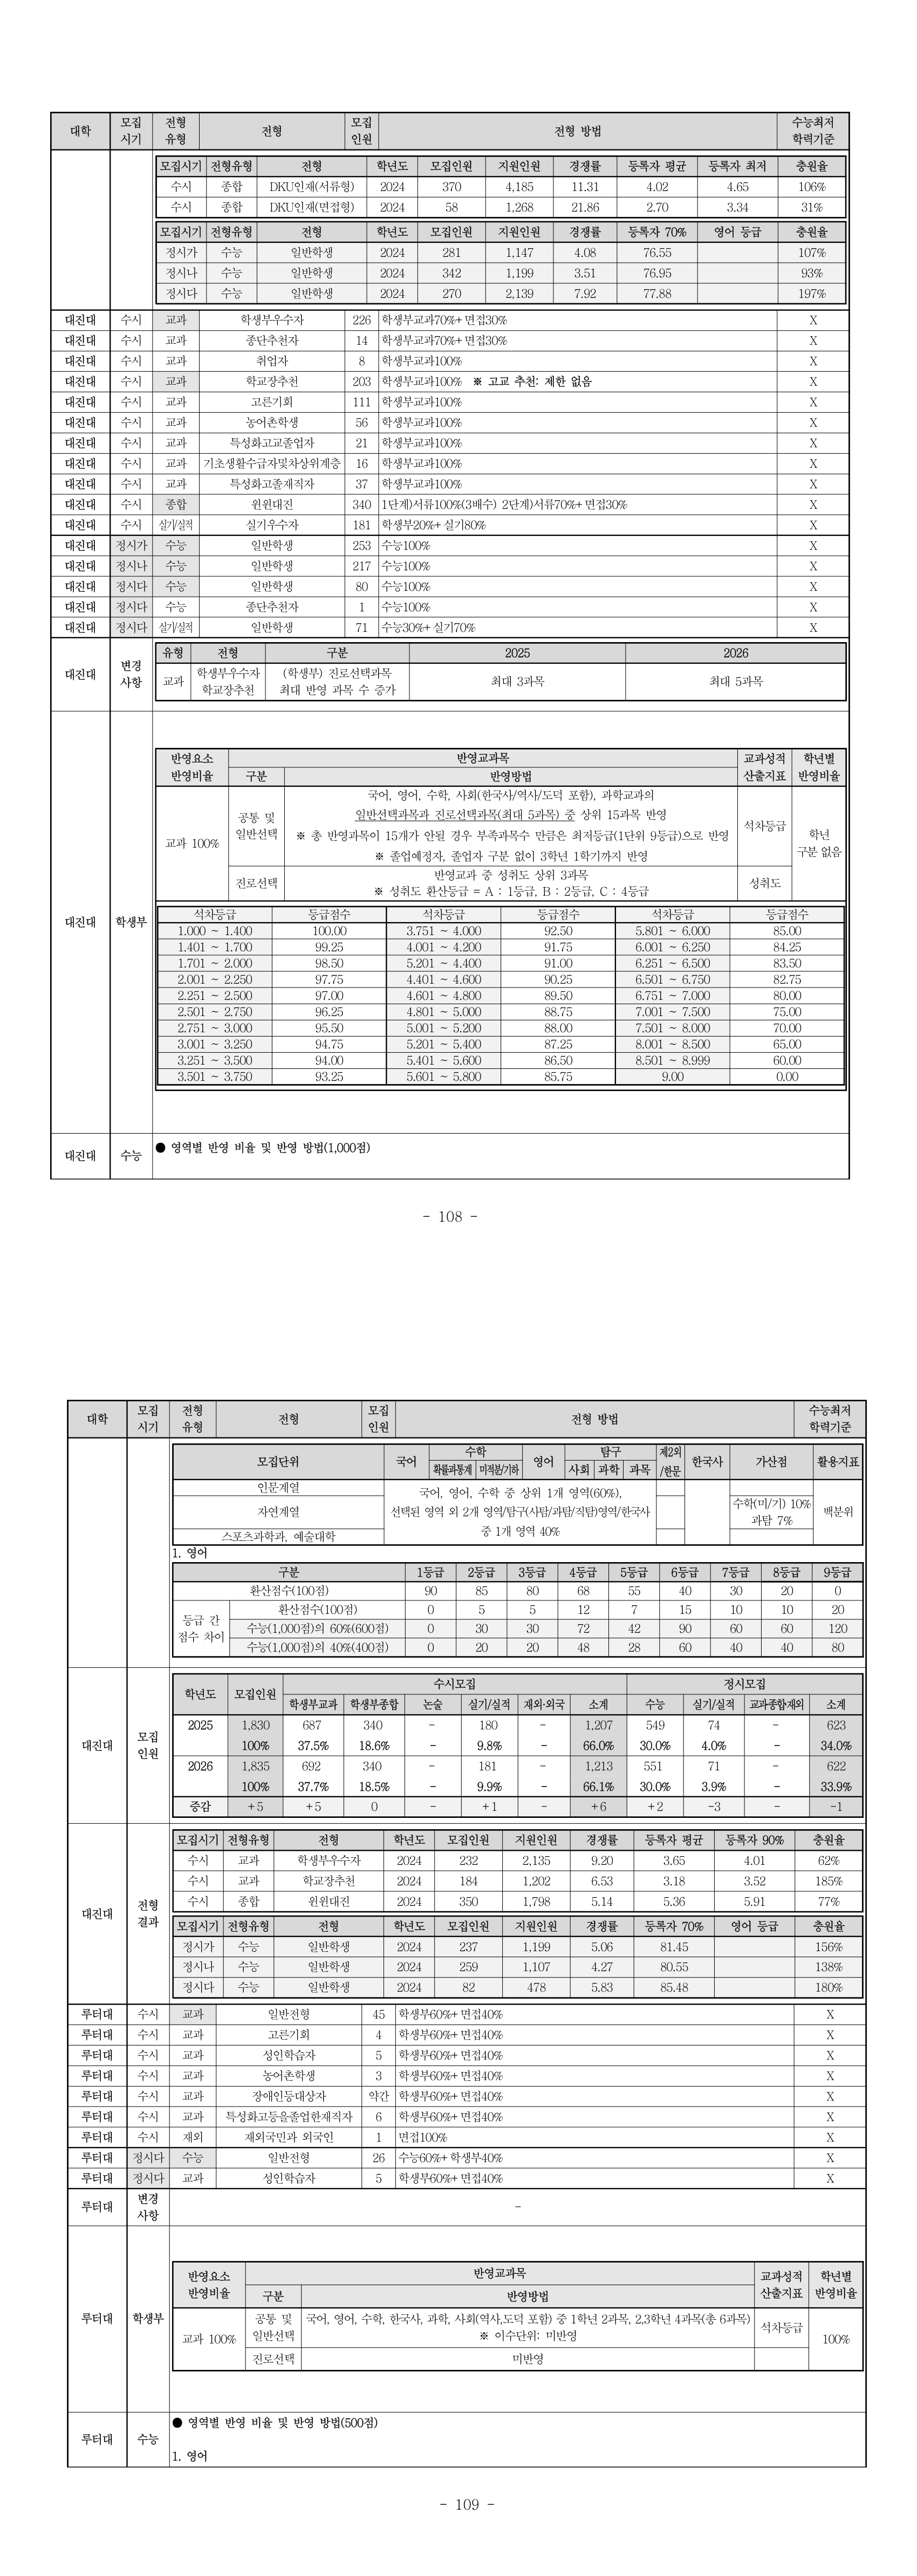 대학 모집시기 전형유형 전형 모집인원 전형 방법 수능최저학력기준
모집시기 전형유형 전형 학년도 모집인원 지원인원 경쟁률 등록자 평균 등록자 최저 충원율
수시 종합 DKU인재(서류형) 2024 370 4,185 11.31 4.02 4.65 106%
수시 종합 DKU인재(면접형) 2024 58 1,268 21.86 2.70 3.34 31%
모집시기 전형유형 전형 학년도 모집인원 지원인원 경쟁률 등록자 70% 영어 등급 충원율
정시가 수능 일반학생 2024 281 1,147 4.08 76.55 107%
정시나 수능 일반학생 2024 342 1,199 3.51 76.95 93%
정시다 수능 일반학생 2024 270 2,139 7.92 77.88 197%
대진대 수시 교과 학생부우수자 226 학생부교과70%+면접30% X
대진대 수시 교과 종단추천자 14 학생부교과70%+면접30% X
대진대 수시 교과 취업자 8 학생부교과100% X
대진대 수시 교과 학교장추천 203 학생부교과100% ※ 고교 추천: 제한 없음 X
대진대 수시 교과 고른기회 111 학생부교과100% X
대진대 수시 교과 농어촌학생 56 학생부교과100% X
대진대 수시 교과 특성화고교졸업자 21 학생부교과100% X
대진대 수시 교과 기초생활수급자및차상위계층 16 학생부교과100% X
대진대 수시 교과 특성화고졸재직자 37 학생부교과100% X
대진대 수시 종합 윈윈대진 340 1단계)서류100%(3배수) 2단계)서류70%+면접30% X
대진대 수시 실기/실적 실기우수자 181 학생부20%+실기80% X
대진대 정시가 수능 일반학생 253 수능100% X
대진대 정시나 수능 일반학생 217 수능100% X
대진대 정시다 수능 일반학생 80 수능100% X
대진대 정시다 수능 종단추천자 1 수능100% X
대진대 정시다 실기/실적 일반학생 71 수능30%+실기70% X
대진대 변경사항 유형 전형 구분 2025 2026
교과 학생부우수자 학교장추천 (학생부) 진로선택과목 최대 반영 과목 수 증가 최대 3과목 최대 5과목
대진대 학생부
반영요소 반영비율 반영교과목 교과성적 산출지표 학년별 반영비율
구분 반영방법
교과 100% 공통 및 일반선택 석차등급 학년 구분 없음
국어, 영어, 수학, 사회(한국사/역사/도덕 포함), 과학교과의
일반선택과목과 진로선택과목(최대 5과목) 중 상위 15과목 반영
※ 총 반영과목이 15개가 안될 경우 부족과목수 만큼은 최저등급(1단위 9등급)으로 반영
※ 졸업예정자, 졸업자 구분 없이 3학년 1학기까지 반영
진로선택 반영교과 중 성취도 상위 3과목 성취도
※ 성취도 환산등급 = A : 1등급, B : 2등급, C : 4등급
석차등급 등급점수 석차등급 등급점수 석차등급 등급점수
1.000 ~ 1.400 100.00 3.751 ~ 4.000 92.50 5.801 ~ 6.000 85.00
1.401 ~ 1.700 99.25 4.001 ~ 4.200 91.75 6.001 ~ 6.250 84.25
1.701 ~ 2.000 98.50 5.201 ~ 4.400 91.00 6.251 ~ 6.500 83.50
2.001 ~ 2.250 97.75 4.401 ~ 4.600 90.25 6.501 ~ 6.750 82.75
2.251 ~ 2.500 97.00 4.601 ~ 4.800 89.50 6.751 ~ 7.000 80.00
2.501 ~ 2.750 96.25 4.801 ~ 5.000 88.75 7.001 ~ 7.500 75.00
2.751 ~ 3.000 95.50 5.001 ~ 5.200 88.00 7.501 ~ 8.000 70.00
3.001 ~ 3.250 94.75 5.201 ~ 5.400 87.25 8.001 ~ 8.500 65.00
3.251 ~ 3.500 94.00 5.401 ~ 5.600 86.50 8.501 ~ 8.999 60.00
3.501 ~ 3.750 93.25 5.601 ~ 5.800 85.75 9.00 0.00
대진대 수능 ● 영역별 반영 비율 및 반영 방법(1,000점)
- 108 -
대학 모집시기 전형유형 전형 모집인원 전형 방법 수능최저학력기준
모집단위 국어 수학 영어 탐구 제2외/한문 한국사 가산점 활용지표
확률과통계 미적분/기하 사회 과학 과목
인문계열
자연계열 수학(미/기) 10% 과탐 7% 백분위
스포츠과학과, 예술대학
국어, 영어, 수학 중 상위 1개 영역(60%),
선택된 영역 외 2개 영역/탐구(사탐/과탐/직탐)영역/한국사
중 1개 영역 40%
1. 영어
구분 1등급 2등급 3등급 4등급 5등급 6등급 7등급 8등급 9등급
환산점수(100점) 90 85 80 68 55 40 30 20 0
등급 간 점수 차이 환산점수(100점) 0 5 5 12 7 15 10 10 20
수능(1,000점)의 60%(600점) 0 30 30 72 42 90 60 60 120
수능(1,000점)의 40%(400점) 0 20 20 48 28 60 40 40 80
대진대 모집인원 학년도 모집인원 수시모집 정시모집
학생부교과 학생부종합 논술 실기/실적 재외·외국 소계 수능 실기/실적 교과종합재외 소계
2025 1,830 687 340 - 180 - 1,207 549 74 - 623
100% 37.5% 18.6% - 9.8% - 66.0% 30.0% 4.0% - 34.0%
2026 1,835 692 340 - 181 - 1,213 551 71 - 622
100% 37.7% 18.5% - 9.9% - 66.1% 30.0% 3.9% - 33.9%
증감 +5 +5 0 - +1 - +6 +2 -3 - -1
대진대 전형결과
모집시기 전형유형 전형 학년도 모집인원 지원인원 경쟁률 등록자 평균 등록자 90% 충원율
수시 교과 학생부우수자 2024 232 2,135 9.20 3.65 4.01 62%
수시 교과 학교장추천 2024 184 1,202 6.53 3.18 3.52 185%
수시 종합 윈윈대진 2024 350 1,798 5.14 5.36 5.91 77%
모집시기 전형유형 전형 학년도 모집인원 지원인원 경쟁률 등록자 70% 영어 등급 충원율
정시가 수능 일반학생 2024 237 1,199 5.06 81.45 156%
정시나 수능 일반학생 2024 259 1,107 4.27 80.55 138%
정시다 수능 일반학생 2024 82 478 5.83 85.48 180%
루터대 수시 교과 일반전형 45 학생부60%+면접40% X
루터대 수시 교과 고른기회 4 학생부60%+면접40% X
루터대 수시 교과 성인학습자 5 학생부60%+면접40% X
루터대 수시 교과 농어촌학생 3 학생부60%+면접40% X
루터대 수시 교과 장애인등대상자 약간 학생부60%+면접40% X
루터대 수시 교과 특성화고등을졸업한재직자 6 학생부60%+면접40% X
루터대 수시 재외 재외국민과 외국인 1 면접100% X
루터대 정시다 수능 일반전형 26 수능60%+학생부40% X
루터대 정시다 교과 성인학습자 5 학생부60%+면접40% X
루터대 변경사항 -
루터대 학생부
반영요소 반영비율 반영교과목 교과성적 산출지표 학년별 반영비율
구분 반영방법
교과 100% 공통 및 일반선택 국어, 영어, 수학, 한국사, 과학, 사회(역사,도덕 포함) 중 1학년 2과목, 2,3학년 4과목(총 6과목) 석차등급 100%
※ 이수단위: 미반영
진로선택 미반영
루터대 수능 ● 영역별 반영 비율 및 반영 방법(500점)
1. 영어
- 109 -